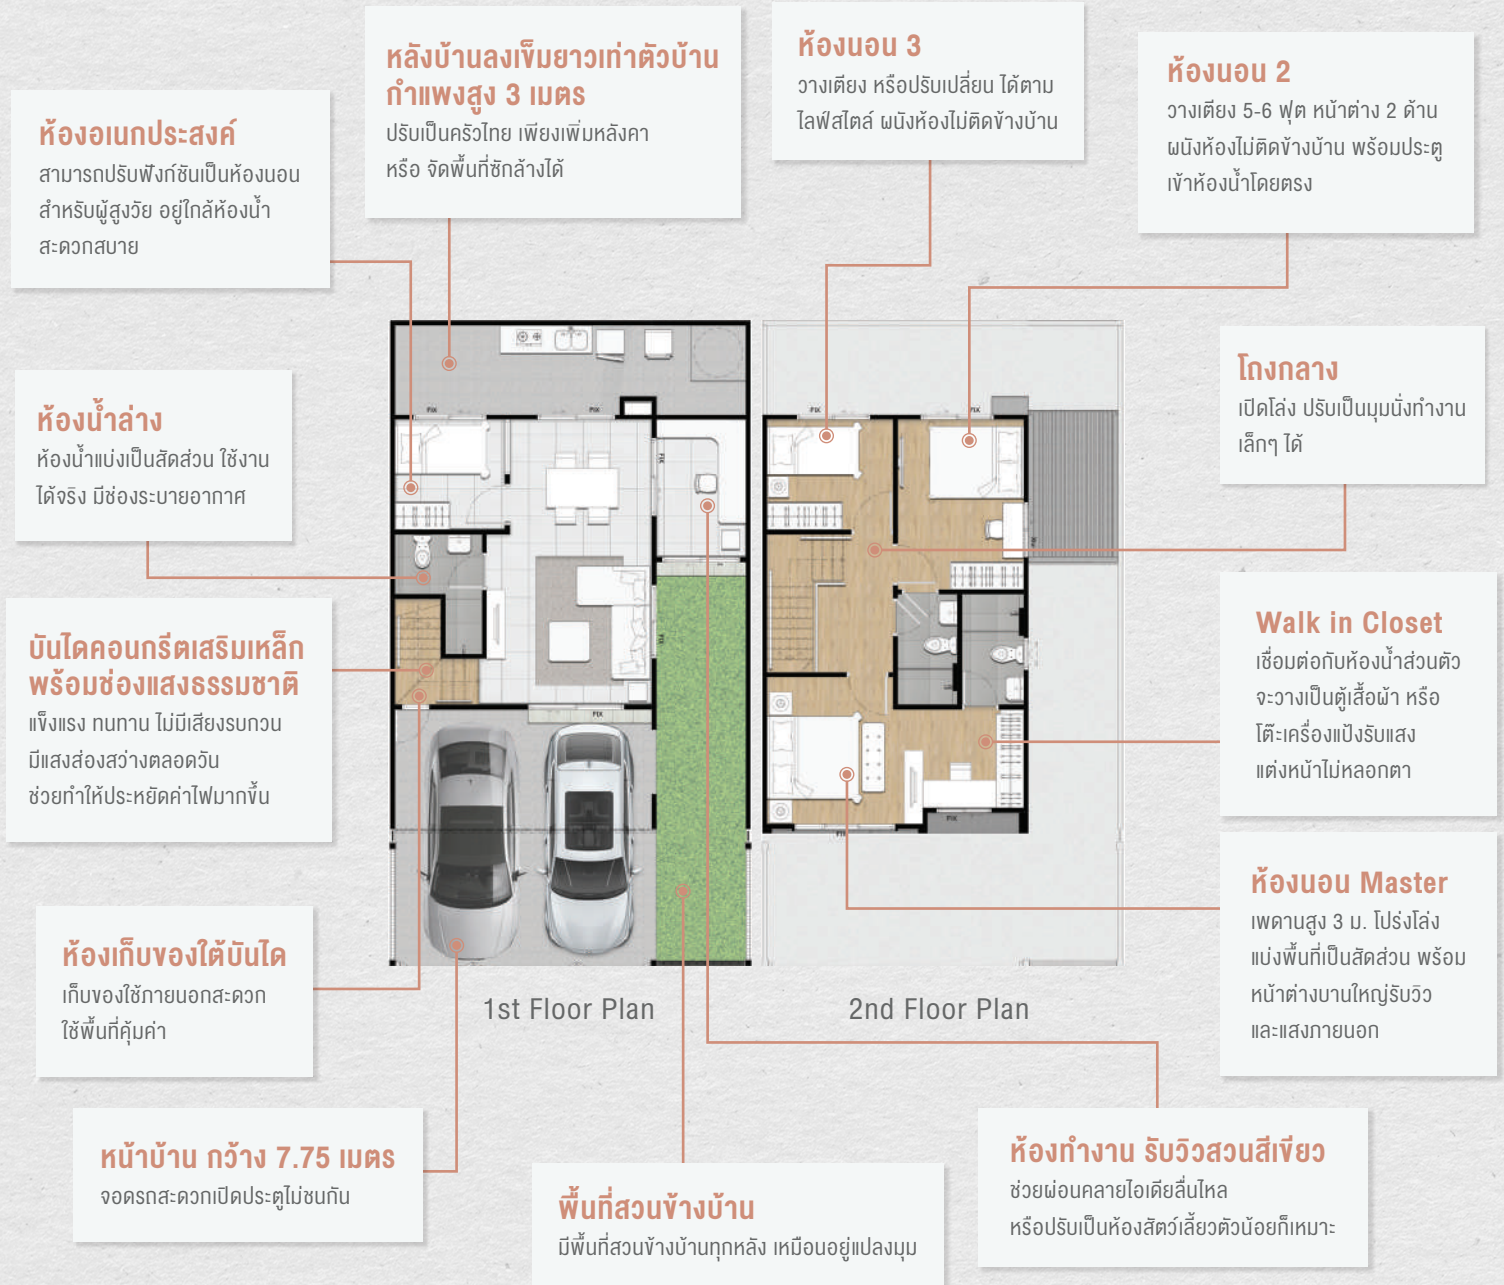 หลังบ้านลงเข็มยาวเท่าตัวบ้าน
กำแพงสูง 3 เมตร
ปรับเป็นครัวไทย เพียงเพิ่มหลังคา
หรือ จัดพื้นที่ซักล้างได้
ห้องนอน 3
วางเตียง หรือปรับเปลี่ยน ได้ตาม
ไลฟ์สไตล์ ผนังห้องไม่ติดข้างบ้าน
ห้องนอน 2
วางเตียง 5-6 ฟุต หน้าต่าง 2 ด้าน
ผนังห้องไม่ติดข้างบ้าน พร้อมประตู
เข้าห้องน้ำโดยตรง
ห้องอเนกประสงค์
สามารถปรับฟังก์ชันเป็นห้องนอน
สำหรับผู้สูงวัย อยู่ใกล้ห้องน้ำ
สะดวกสบาย
โถงกลาง
เปิดโล่ง ปรับเป็นมุมนั่งทำงาน
เล็กๆ ได้
ห้องน้ำล่าง
ห้องน้ำแบ่งเป็นสัดส่วน ใช้งาน
ได้จริง มีช่องระบายอากาศ
FIX
FIX
FIX
FIX
FIX
FIX
FIX
FIX
FIX
Walk in Closet
เชื่อมต่อกับห้องน้ำส่วนตัว
จะวางเป็นตู้เสื้อผ้า หรือ
โต๊ะเครื่องแป้งรับแสง
แต่งหน้าไม่หลอกตา
บันไดคอนกรีตเสริมเหล็ก
พร้อมช่องแสงธรรมชาติ
แข็งแรง ทนทาน ไม่มีเสียงรบกวน
มีแสงส่องสว่างตลอดวัน
ช่วยทำให้ประหยัดค่าไฟมากขึ้น
ห้องนอน Master
เพดานสูง 3 ม. โปร่งโล่ง
แบ่งพื้นที่เป็นสัดส่วน พร้อม
หน้าต่างบานใหญ่รับวิว
และแสงภายนอก
ห้องเก็บของใต้บันได
เก็บของใช้ภายนอกสะดวก
ใช้พื้นที่คุ้มค่า
1st Floor Plan
2nd Floor Plan
หน้าบ้าน กว้าง 7.75 เมตร
จอดรถสะดวกเปิดประตูไม่ชนกัน
พื้นที่สวนข้างบ้าน
มีพื้นที่สวนข้างบ้านทุกหลัง เหมือนอยู่แปลงมุม
ห้องทำงาน รับวิวสวนสีเขียว
ช่วยผ่อนคลายไอเดียลื่นไหล
หรือปรับเป็นห้องสัตว์เลี้ยวตัวน้อยก็เหมาะ